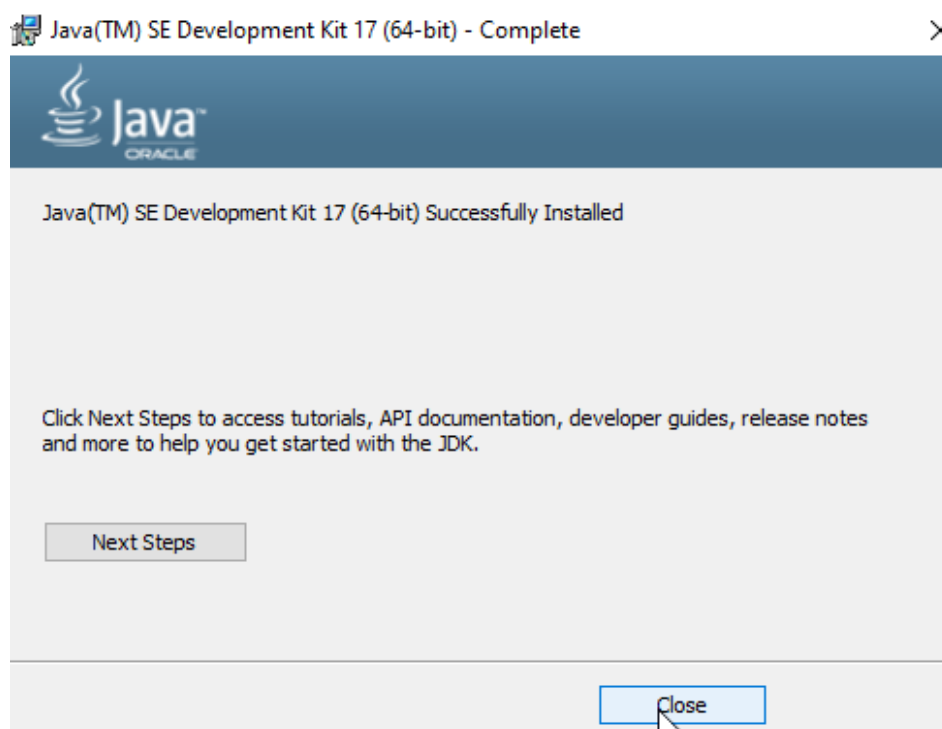 Java(TM) SE Development Kit 17 (64-bit) - Complete
Java™
ORACLE
Java(TM) SE Development Kit 17 (64-bit) Successfully Installed
Click Next Steps to access tutorials, API documentation, developer guides, release notes
and more to help you get started with the JDK.
Next Steps
Close